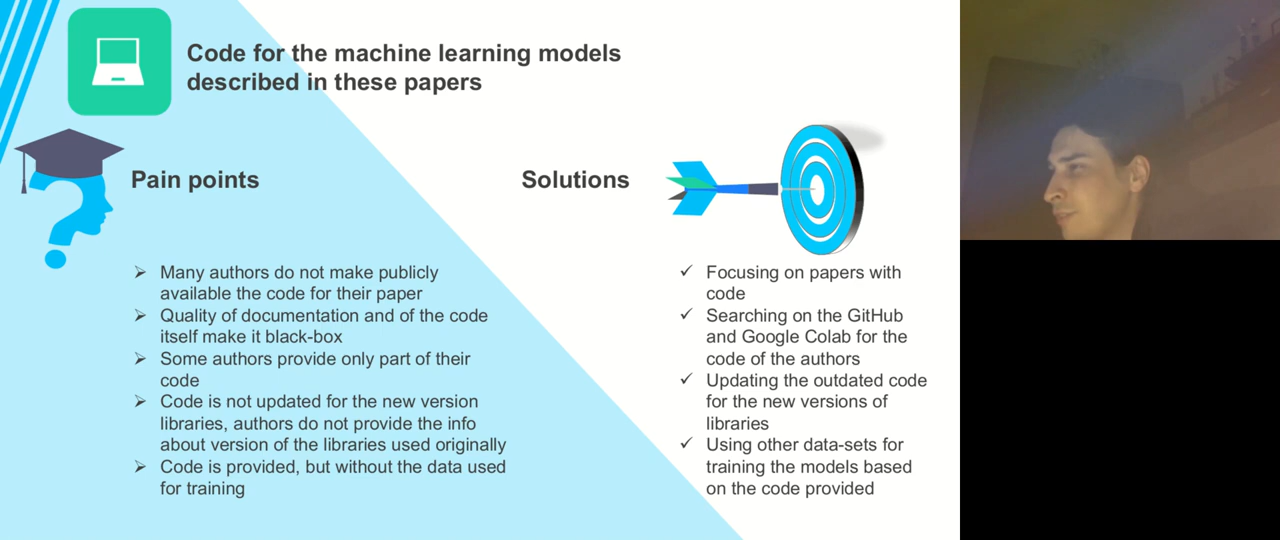 Code for the machine learning models
described in these papers
Pain points
Solutions
Many authors do not make publicly
available the code for their paper
Quality of documentation and of the code
itself make it black-box
Some authors provide only part of their
code
Code is not updated for the new version
libraries, authors do not provide the info
about version of the libraries used originally
Code is provided, but without the data used
for training
Focusing on papers with
code
Searching on the GitHub
and Google Colab for the
code of the authors
Updating the outdated code
for the new versions of
libraries
Using other data-sets for
training the models based
on the code provided